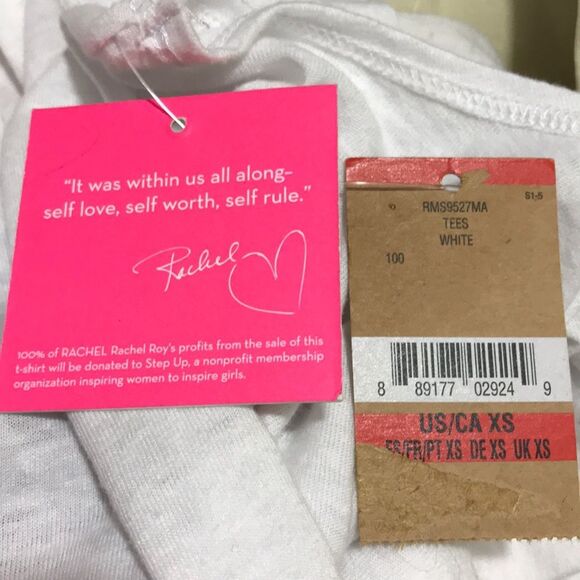 "It was within us all along–
self love, self worth, self rule."
Rachel
100% of RACHEL Rachel Roy's profits from the sale of this
t-shirt will be donated to Step Up, a nonprofit membership
organization inspiring women to inspire girls.
S1-5
RMS9527MA
TEES
WHITE
100
8 89177 02924 9
US/CA XS
ES/FR/PT XS DE XS UK XS